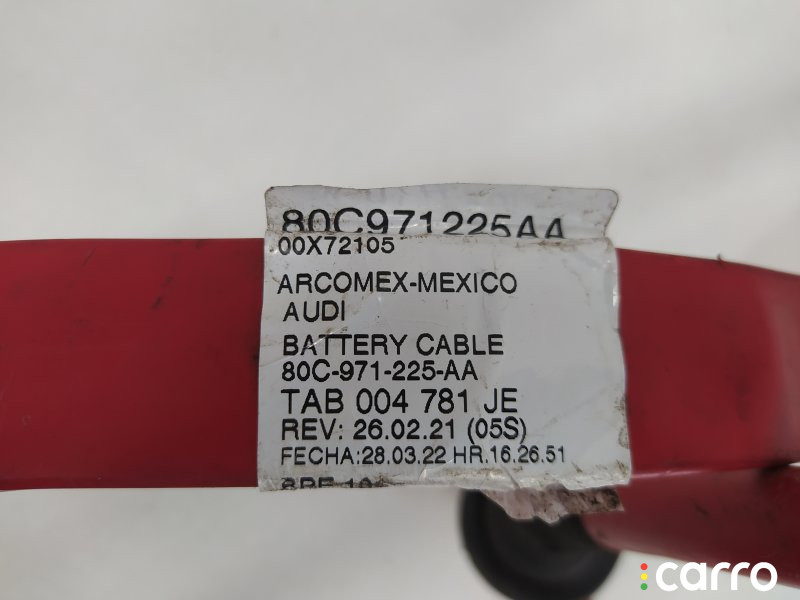 80C971225AA
00X72105
ARCOMEX-MEXICO
AUDI
BATTERY CABLE
80C-971-225-AA
TAB 004 781 JE
REV: 26.02.21 (05S)
FECHA:28.03.22 HR.16.26.51
carro